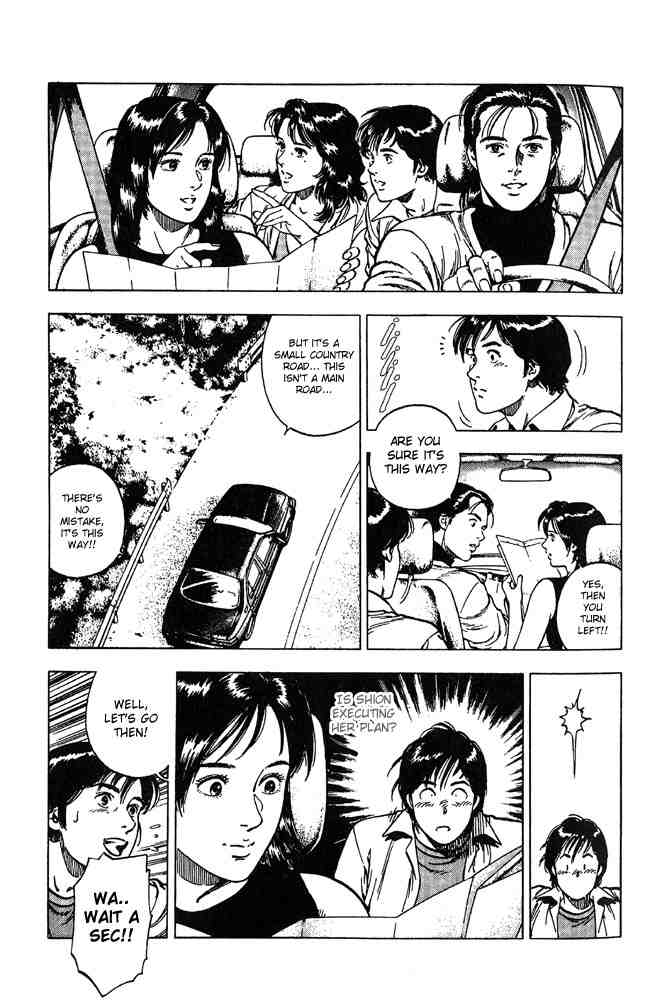 ARE YOU
SURE IT'S
THIS WAY?
YES,
THEN
YOU
TURN
LEFT!!
BUT IT'S A
SMALL COUNTRY
ROAD... THIS
ISN'T A MAIN
ROAD...
THERE'S
NO
MISTAKE,
IT'S THIS
WAY!!
IS SHION
EXECUTING
HER PLAN?
WELL,
LET'S GO
THEN!
WA..
WAIT A
SEC!!